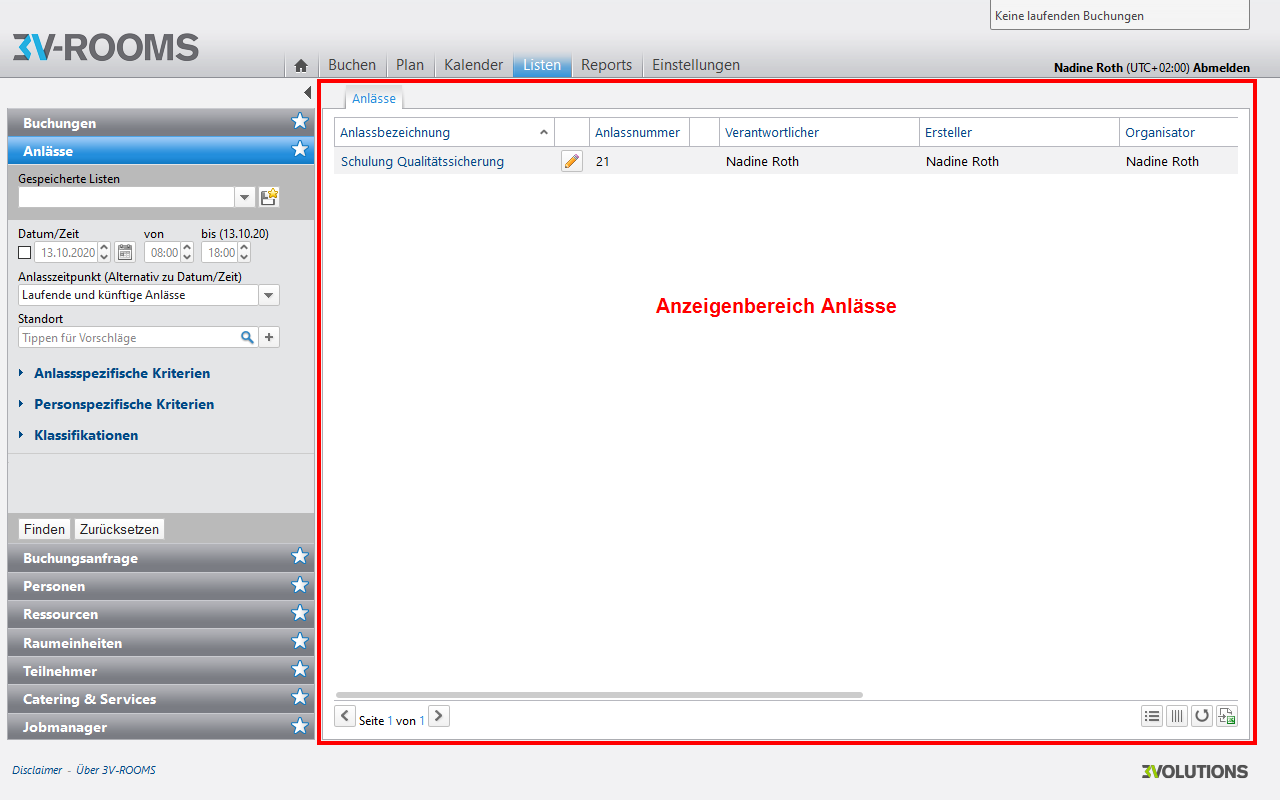 Keine laufenden Buchungen
3V-ROOMS
Buchen Plan Kalender Listen Reports Einstellungen
Nadine Roth (UTC+02:00) Abmelden
Buchungen
Anlässe
Gespeicherte Listen
Datum/Zeit von bis (13.10.20)
13.10.2020 08:00 18:00
Anlasszeitpunkt (Alternativ zu Datum/Zeit)
Laufende und künftige Anlässe
Standort
Tippen für Vorschläge
Anlassspezifische Kriterien
Personspezifische Kriterien
Klassifikationen
Finden Zurücksetzen
Buchungsanfrage
Personen
Ressourcen
Raumeinheiten
Teilnehmer
Catering & Services
Jobmanager
Anlässe
Anlassbezeichnung Anlassnummer Verantwortlicher Ersteller Organisator
Schulung Qualitätssicherung 21 Nadine Roth Nadine Roth Nadine Roth
Anzeigenbereich Anlässe
Seite 1 von 1
Disclaimer - Über 3V-ROOMS
3VOLUTIONS